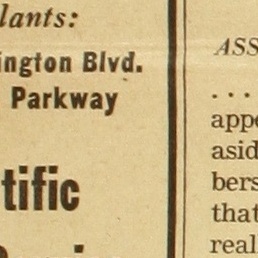 lants:
ington Blvd.
Parkway
tific
ASS
....
appe
asid
bers
that
real